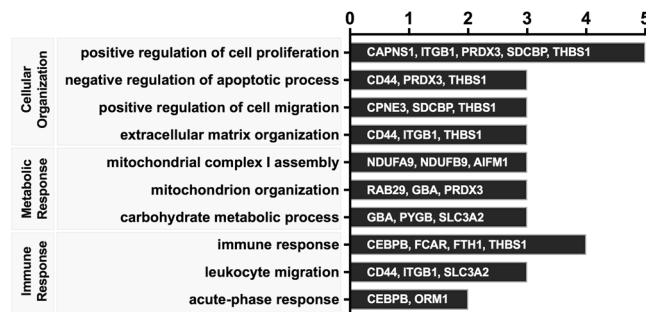 0 1 2 3 4 5
Cellular Organization
positive regulation of cell proliferation CAPNS1, ITGB1, PRDX3, SDCBP, THBS1
negative regulation of apoptotic process CD44, PRDX3, THBS1
positive regulation of cell migration CPNE3, SDCBP, THBS1
extracellular matrix organization CD44, ITGB1, THBS1
Metabolic Response
mitochondrial complex I assembly NDUFA9, NDUFB9, AIFM1
mitochondrion organization RAB29, GBA, PRDX3
carbohydrate metabolic process GBA, PYGB, SLC3A2
Immune Response
immune response CEBPB, FCAR, FTH1, THBS1
leukocyte migration CD44, ITGB1, SLC3A2
acute-phase response CEBPB, ORM1